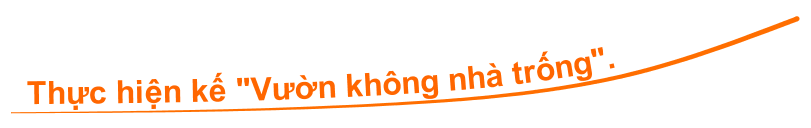 Thực hiện kế "Vườn không nhà trống".